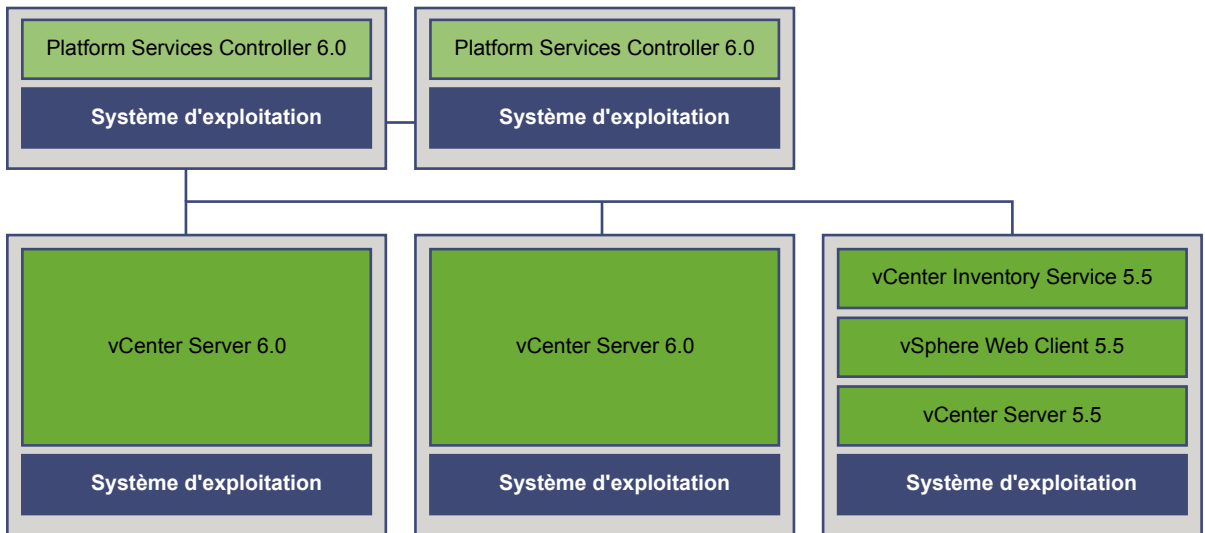 Platform Services Controller 6.0
Système d'exploitation
Platform Services Controller 6.0
Système d'exploitation
vCenter Server 6.0
Système d'exploitation
vCenter Server 6.0
Système d'exploitation
vCenter Inventory Service 5.5
vSphere Web Client 5.5
vCenter Server 5.5
Système d'exploitation